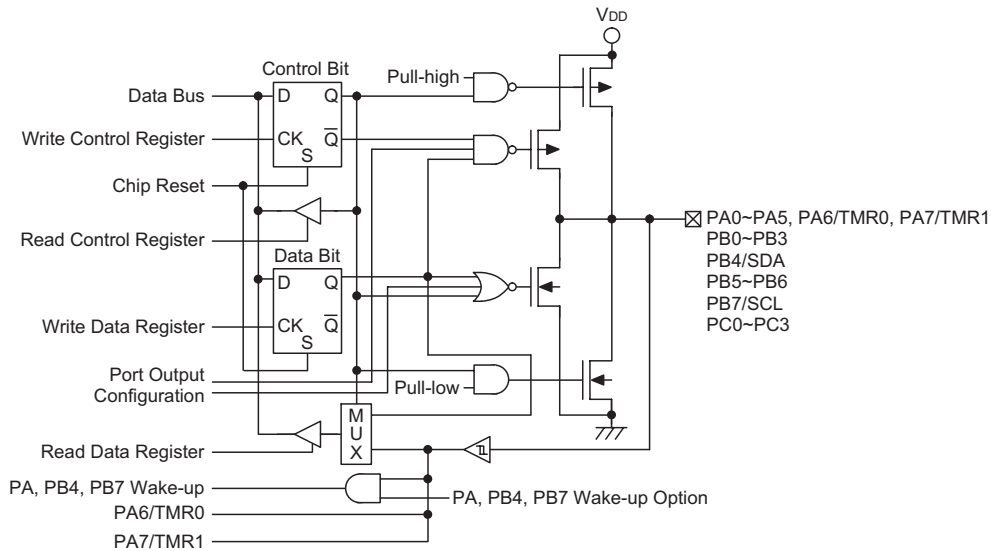 VDD
Control Bit
Pull-high
Data Bus
D
Q
Write Control Register
CK
Q
S
Chip Reset
Read Control Register
PA0~PA5, PA6/TMR0, PA7/TMR1
PB0~PB3
PB4/SDA
PB5~PB6
PB7/SCL
PC0~PC3
Data Bit
D
Q
Write Data Register
CK
Q
S
Port Output
Configuration
Pull-low
M
U
X
Read Data Register
PA, PB4, PB7 Wake-up
PA, PB4, PB7 Wake-up Option
PA6/TMR0
PA7/TMR1